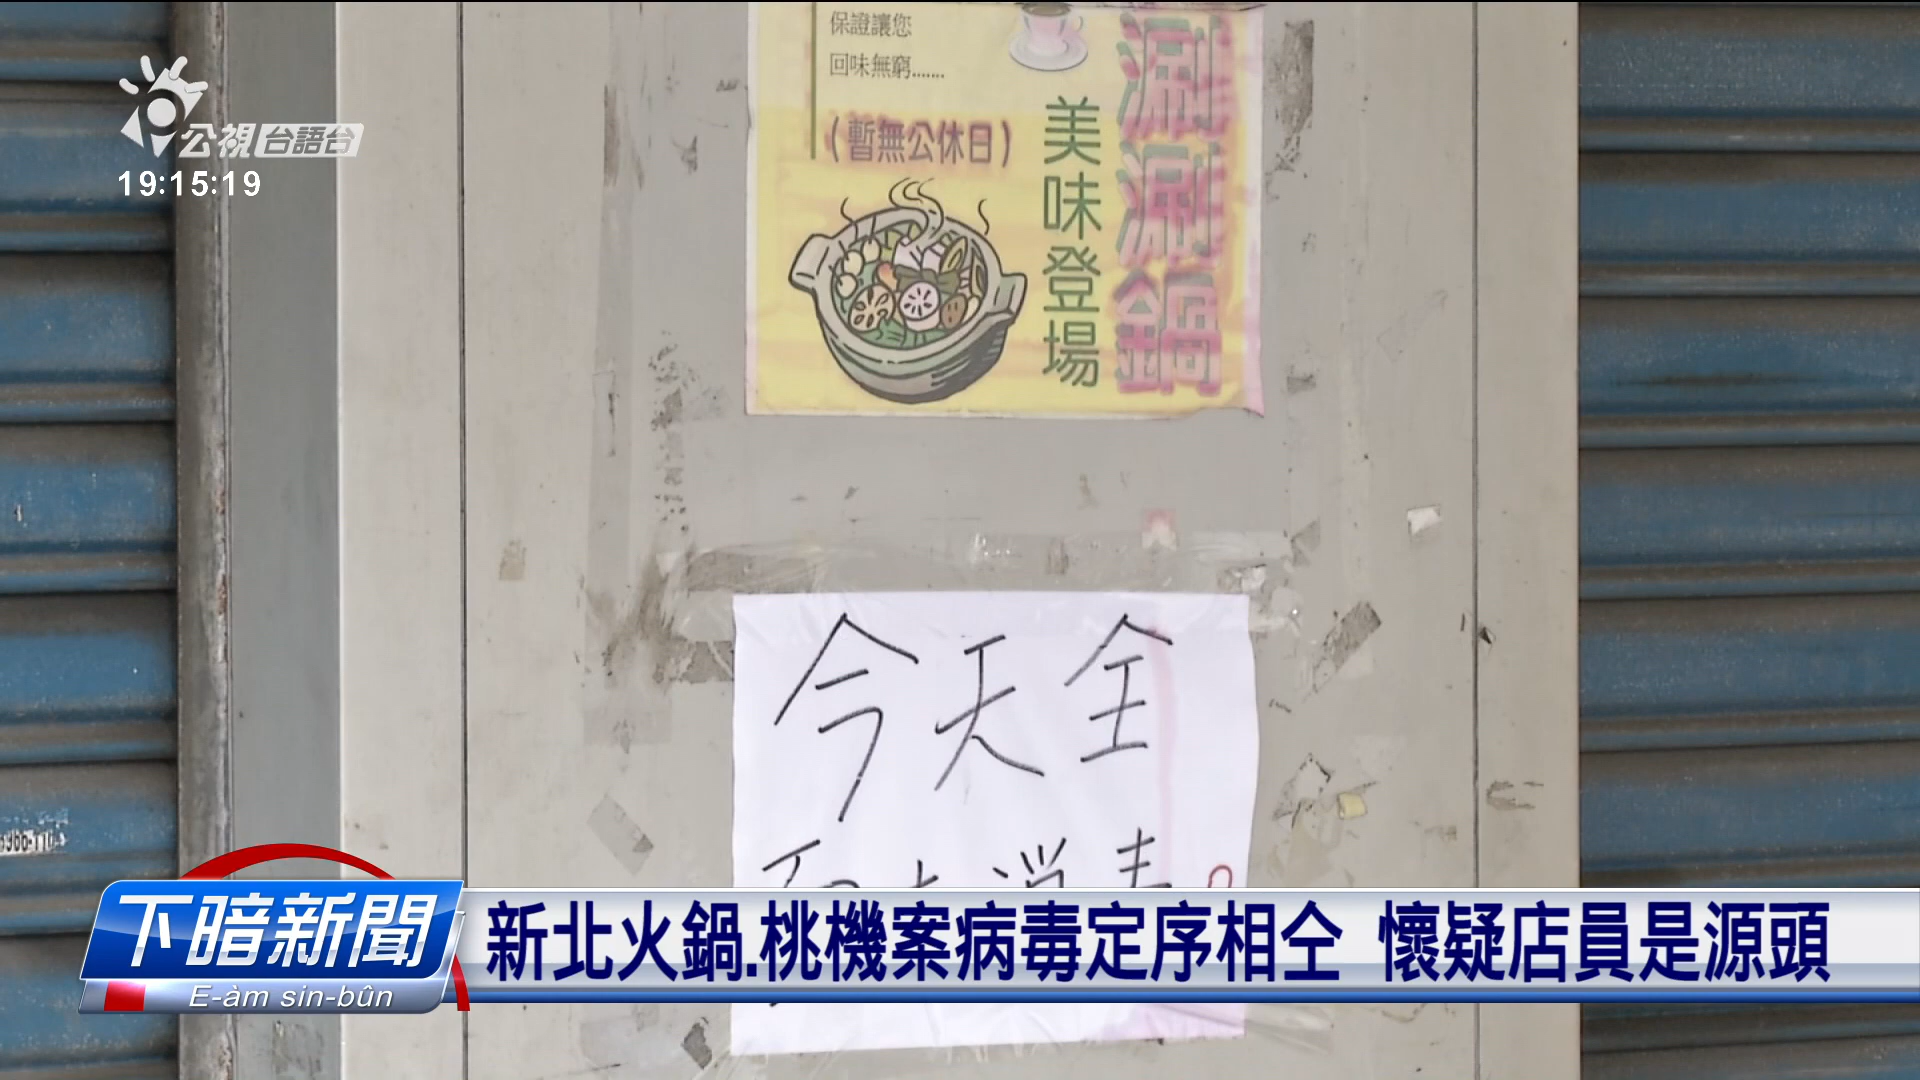 公視台語台
19:15:19
保證讓您
回味無窮.......
(暫無公休日)
美味登場
涮涮鍋
今天全
消毒
下暗新聞
E-àm sin-bûn
新北火鍋.桃機案病毒定序相仝 懷疑店員是源頭